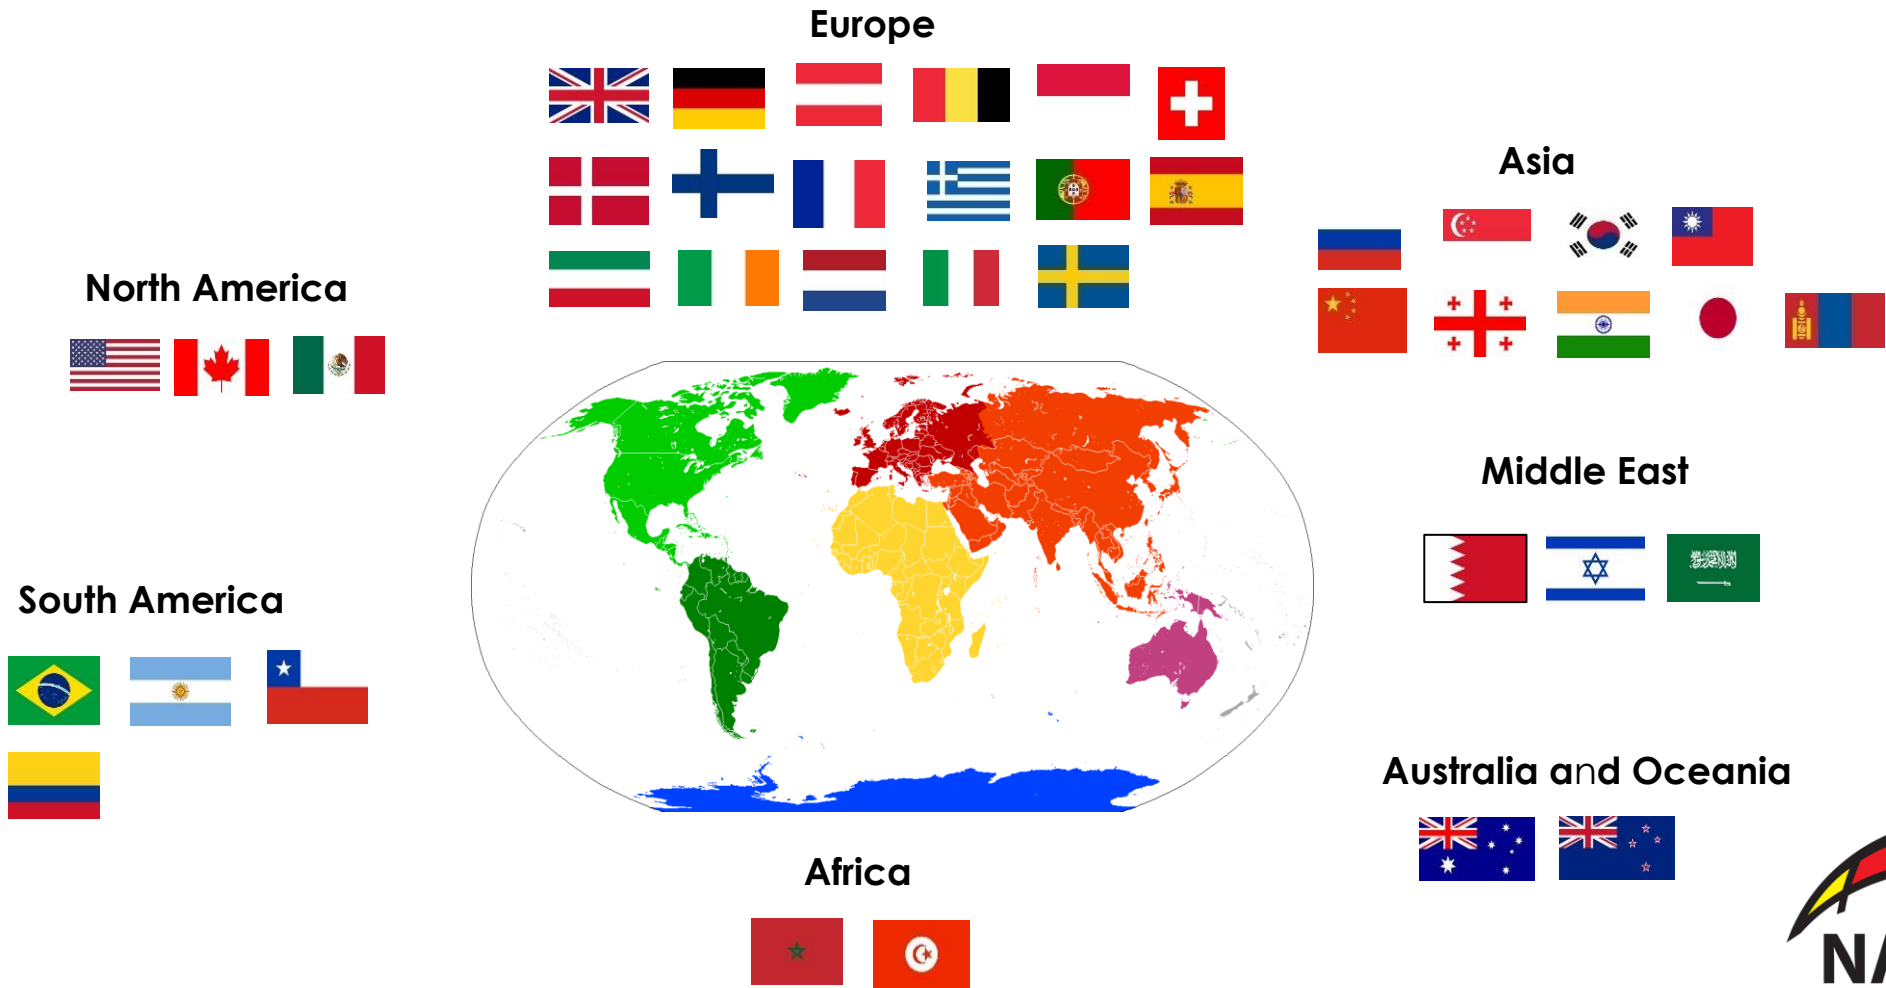 Europe
Asia
North America
Middle East
South America
Australia and Oceania
Africa